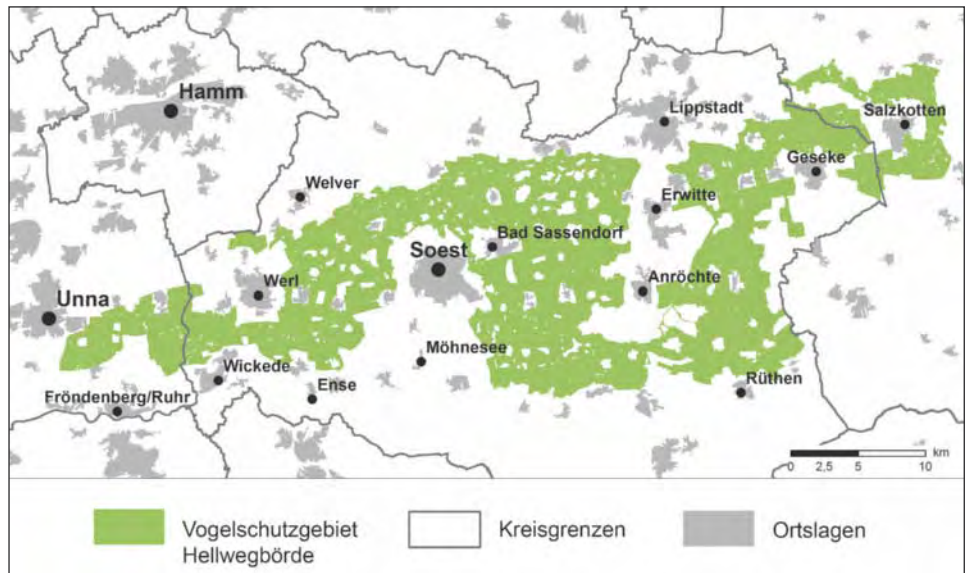 Hamm
Lippstadt
Salzkotten
Geseke
Welver
Erwitte
Bad Sassendorf
Soest
Werl
Anröchte
Unna
Möhnesee
Wickede
Ense
Rüthen
Fröndenberg/Ruhr
km
0 2,5 5 10
Vogelschutzgebiet
Hellwegbörde
Kreisgrenzen
Ortslagen